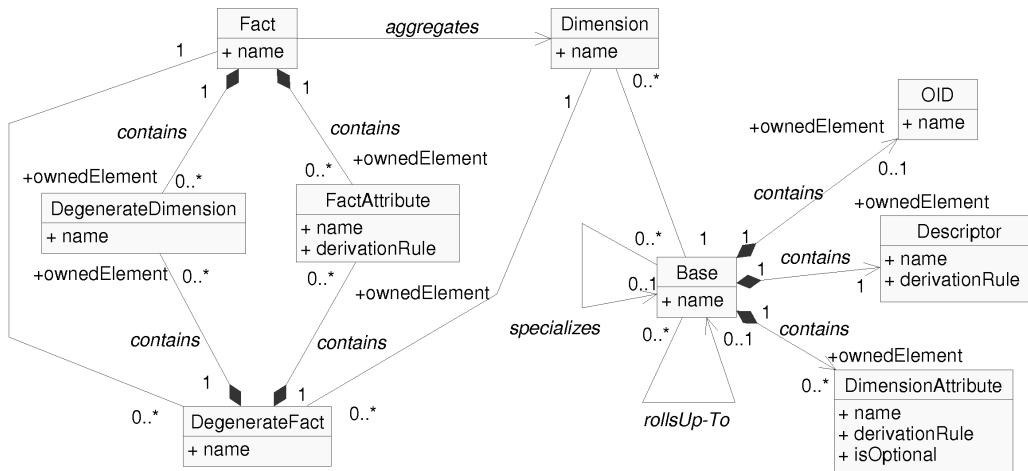 Fact
+ name
1
aggregates
Dimension
+ name
1
1
1
0..*
OID
+ name
contains
contains
+ownedElement
+ownedElement
+ownedElement
0..*
0..*
0..1
contains
DegenerateDimension
+ name
FactAttribute
+ name
+ derivationRule
+ownedElement
Descriptor
+ name
+ derivationRule
0..*
1
1
contains
1
1
+ownedElement
0..*
0..*
+ownedElement
Base
+ name
0..1
specializes
contains
contains
0..*
0..1
1
contains
+ownedElement
0..*
DimensionAttribute
+ name
+ derivationRule
+ isOptional
1
1
0..*
0..*
DegenerateFact
+ name
rollsUp-To